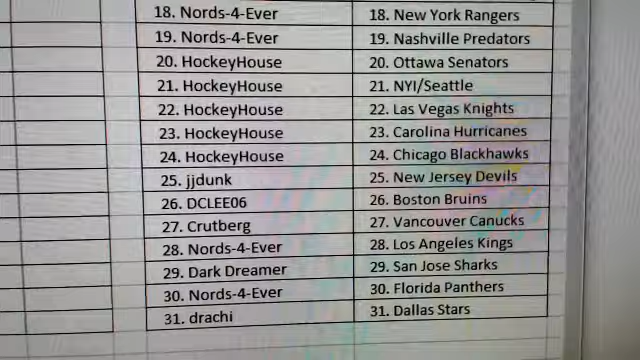 18. Nords-4-Ever 18. New York Rangers
19. Nords-4-Ever 19. Nashville Predators
20. HockeyHouse 20. Ottawa Senators
21. HockeyHouse 21. NYI/Seattle
22. HockeyHouse 22. Las Vegas Knights
23. HockeyHouse 23. Carolina Hurricanes
24. HockeyHouse 24. Chicago Blackhawks
25. jjdunk 25. New Jersey Devils
26. DCLEE06 26. Boston Bruins
27. Crutberg 27. Vancouver Canucks
28. Nords-4-Ever 28. Los Angeles Kings
29. Dark Dreamer 29. San Jose Sharks
30. Nords-4-Ever 30. Florida Panthers
31. drachi 31. Dallas Stars